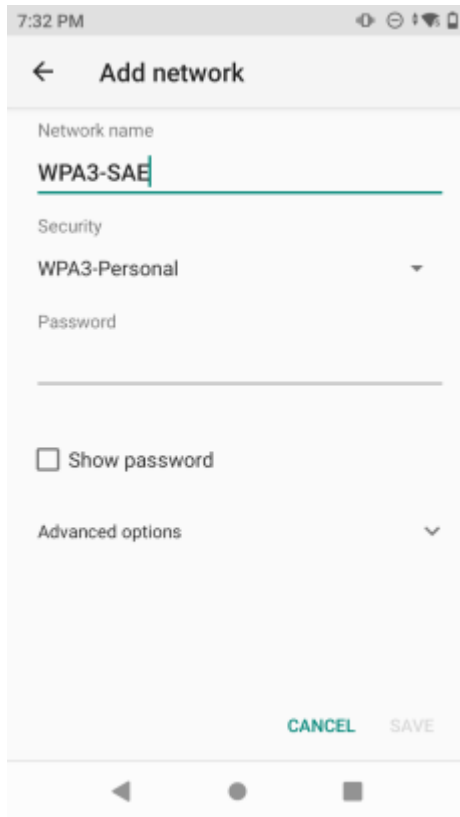 7:32 PM
Add network
Network name
WPA3-SAE
Security
WPA3-Personal
Password
Show password
Advanced options
CANCEL SAVE